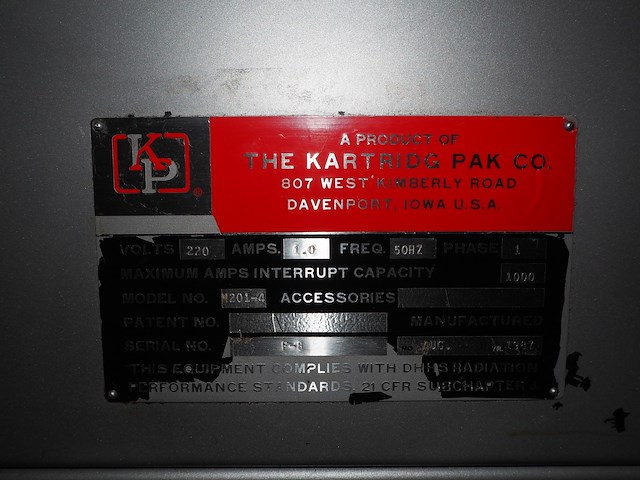 KP®
A PRODUCT OF
THE KARTRIDG PAK CO.
807 WEST KIMBERLY ROAD
DAVENPORT, IOWA U.S.A.
VOLTS 220 AMPS. 1.0 FREQ. 50HZ PHASE 1
MAXIMUM AMPS INTERRUPT CAPACITY 1000
MODEL NO. M201-4 ACCESSORIES
PATENT NO. MANUFACTURED
SERIAL NO. MO. AUG. YR. 1987
THIS EQUIPMENT COMPLIES WITH DHHS RADIATION
PERFORMANCE STANDARDS, 21 CFR SUBCHAPTER J